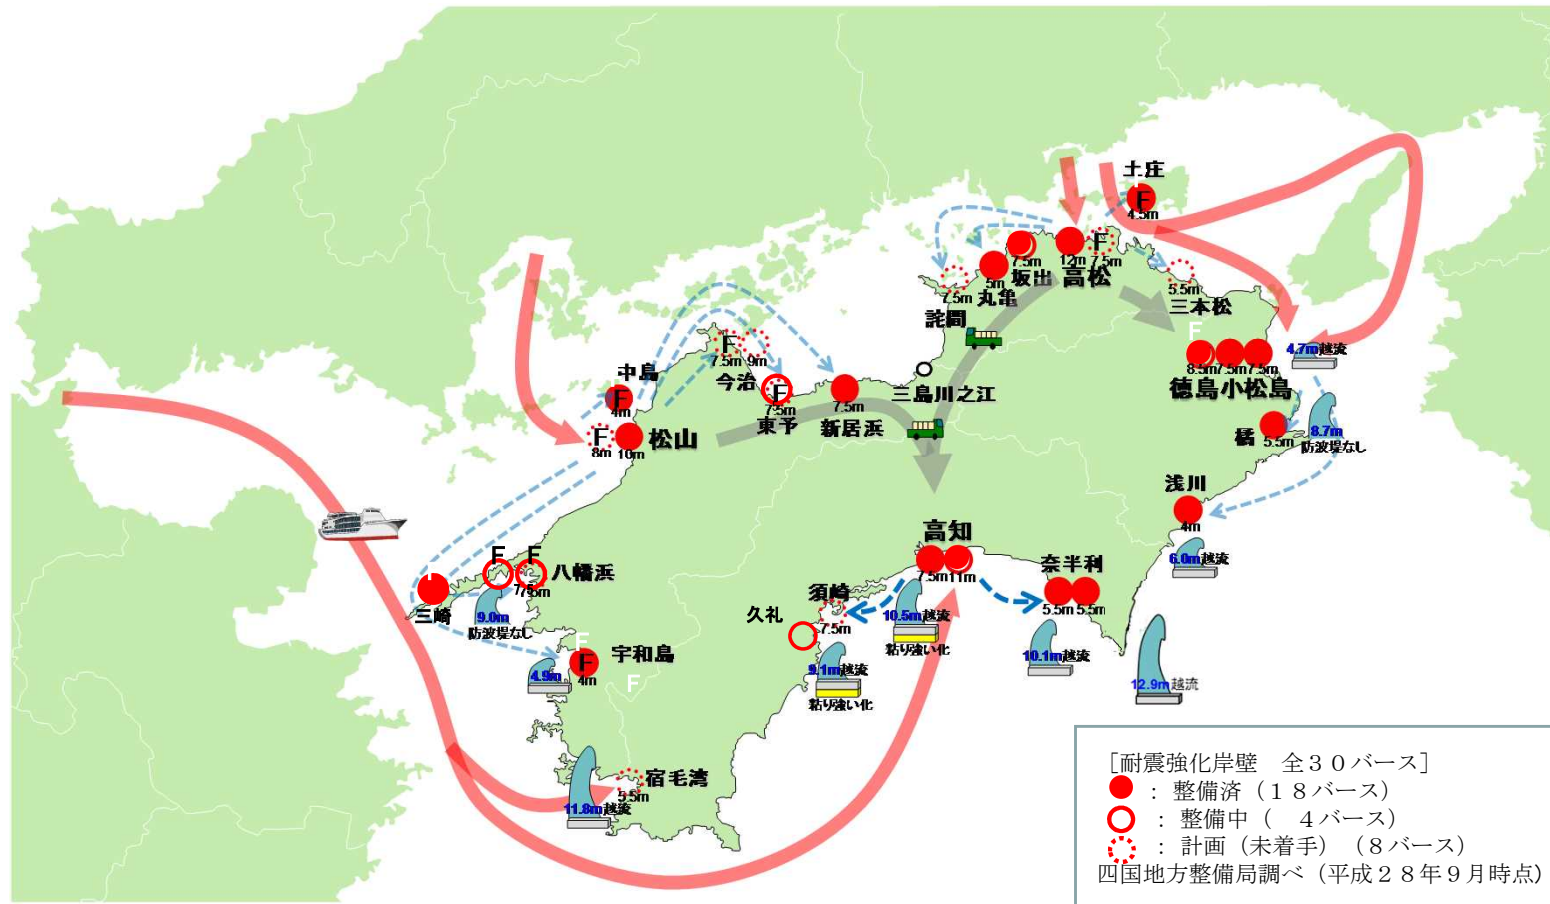 土庄
F
4.5m
7.5m
坂出
5m
丸亀
12m
高松
F
7.5m
7.5m
詫間
5.5m
三本松
F
8.5m
7.5m
7.5m
徳島小松島
4.7m越流
橘
5.5m
8.7m
防波堤なし
浅川
4m
6.0m越流
中島
F
4m
F
8m
10m
松山
F
7.5m
9m
今治
F
7.5m
東予
7.5m
新居浜
三島川之江
F
F
7.5m
八幡浜
三崎
9.0m
防波堤なし
F
F
4m
宇和島
F
4.9m
高知
7.5m
11m
須崎
7.5m
久礼
10.5m越流
粘り強い化
9.1m越流
粘り強い化
奈半利
5.5m
5.5m
10.1m越流
12.9m越流
宿毛湾
5.5m
11.8m越流
[耐震強化岸壁　全３０バース]
：整備済（１８バース）
：整備中（　４バース）
：計画（未着手）（８バース）
四国地方整備局調べ（平成２８年９月時点）